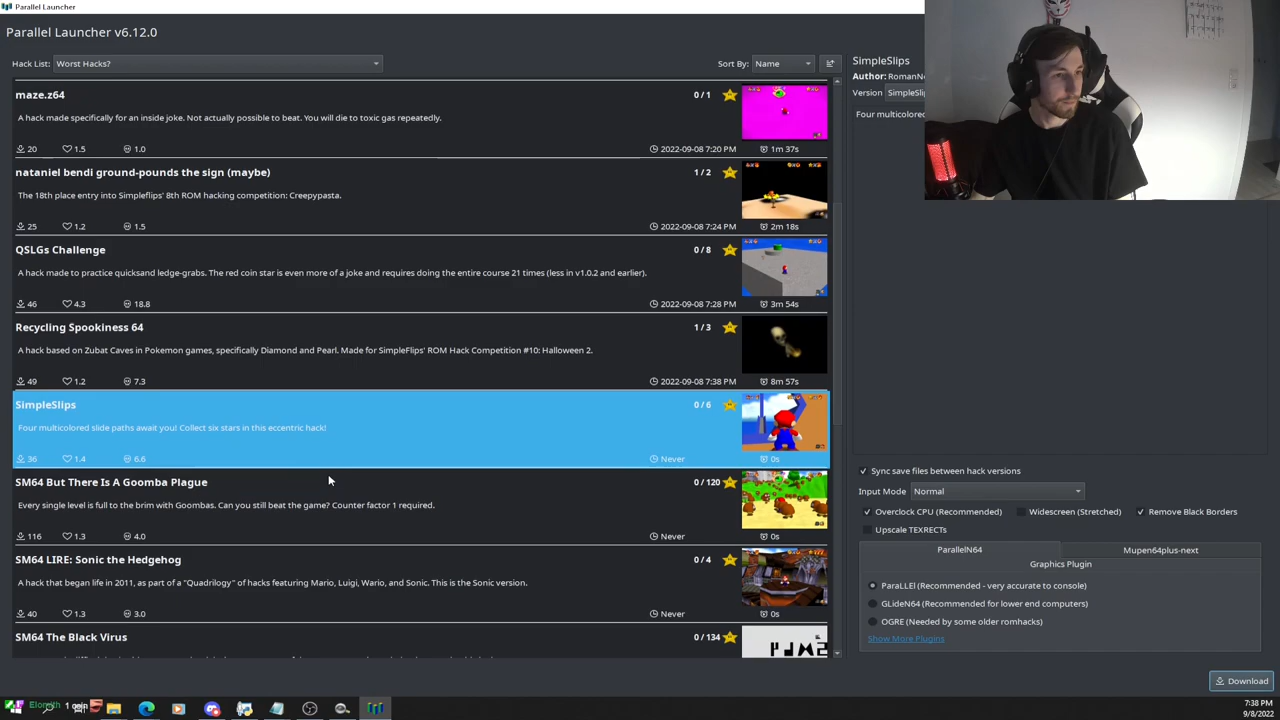 Parallel Launcher
Parallel Launcher v6.12.0
Hack List: Worst Hacks? Sort By: Name
maze.z64 0 / 1
A hack made specifically for an inside joke. Not actually possible to beat. You will die to toxic gas repeatedly.
20 1.5 1.0 2022-09-08 7:20 PM 1m 37s
nataniel bendi ground-pounds the sign (maybe) 1 / 2
The 18th place entry into Simpleflips' 8th ROM hacking competition: Creepypasta.
25 1.2 1.5 2022-09-08 7:24 PM 2m 18s
QSLGs Challenge 0 / 8
A hack made to practice quicksand ledge-grabs. The red coin star is even more of a joke and requires doing the entire course 21 times (less in v1.0.2 and earlier).
46 4.3 18.8 2022-09-08 7:28 PM 3m 54s
Recycling Spookiness 64 1 / 3
A hack based on Zubat Caves in Pokemon games, specifically Diamond and Pearl. Made for SimpleFlips' ROM Hack Competition #10: Halloween 2.
49 1.2 7.3 2022-09-08 7:38 PM 8m 57s
SimpleSlips 0 / 6
Four multicolored slide paths await you! Collect six stars in this eccentric hack!
36 1.4 6.6 Never 0s
SM64 But There Is A Goomba Plague 0 / 120
Every single level is full to the brim with Goombas. Can you still beat the game? Counter factor 1 required.
116 1.3 4.0 Never 0s
SM64 LIRE: Sonic the Hedgehog 0 / 4
A hack that began life in 2011, as part of a "Quadrilogy" of hacks featuring Mario, Luigi, Wario, and Sonic. This is the Sonic version.
40 1.3 3.0 Never 0s
SM64 The Black Virus 0 / 134
SimpleSlips
Author: RomanNo
Version SimpleSlip
Four multicolored
Sync save files between hack versions
Input Mode Normal
Overclock CPU (Recommended) Widescreen (Stretched) Remove Black Borders
Upscale TEXRECTs
ParallelN64 Mupen64plus-next
Graphics Plugin
ParaLLEl (Recommended - very accurate to console)
GLideN64 (Recommended for lower end computers)
OGRE (Needed by some older romhacks)
Show More Plugins
Download
7:38 PM
9/8/2022